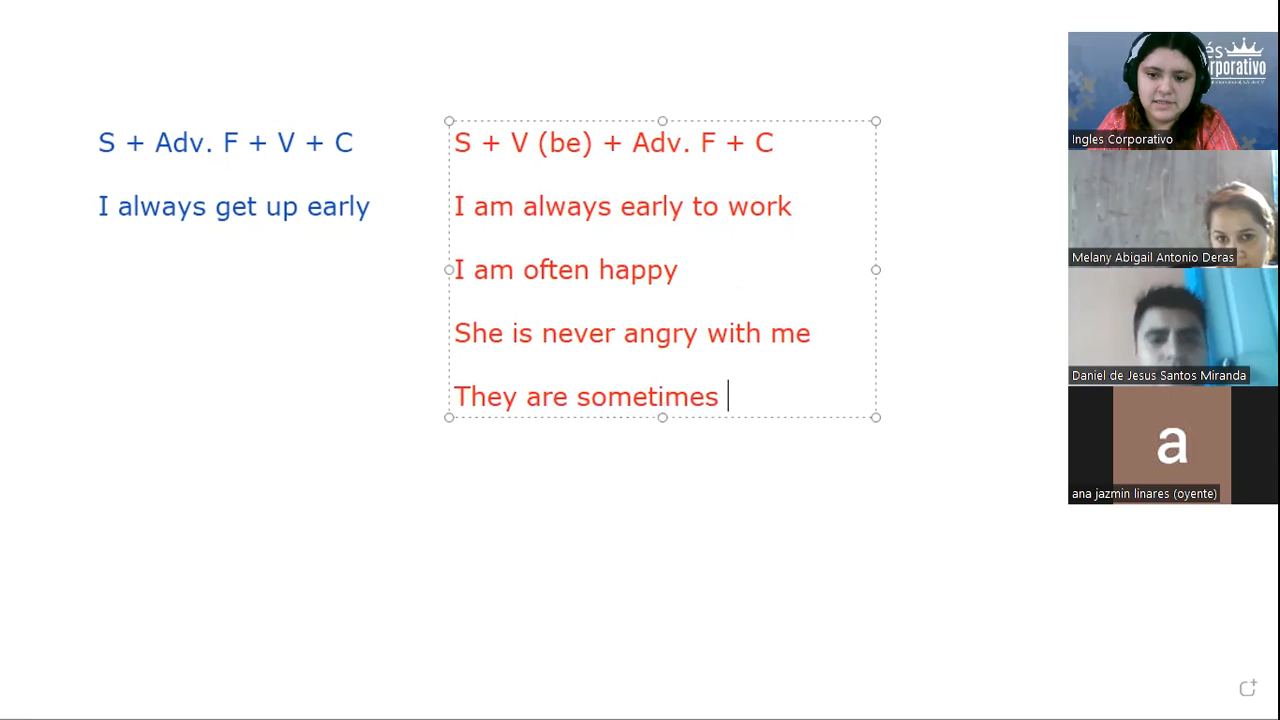 S + Adv. F + V + C
I always get up early
S + V (be) + Adv. F + C
I am always early to work
I am often happy
She is never angry with me
They are sometimes
és
rporativo
Ingles Corporativo
Melany Abigail Antonio Deras
Daniel de Jesus Santos Miranda
a
ana jazmin linares (oyente)